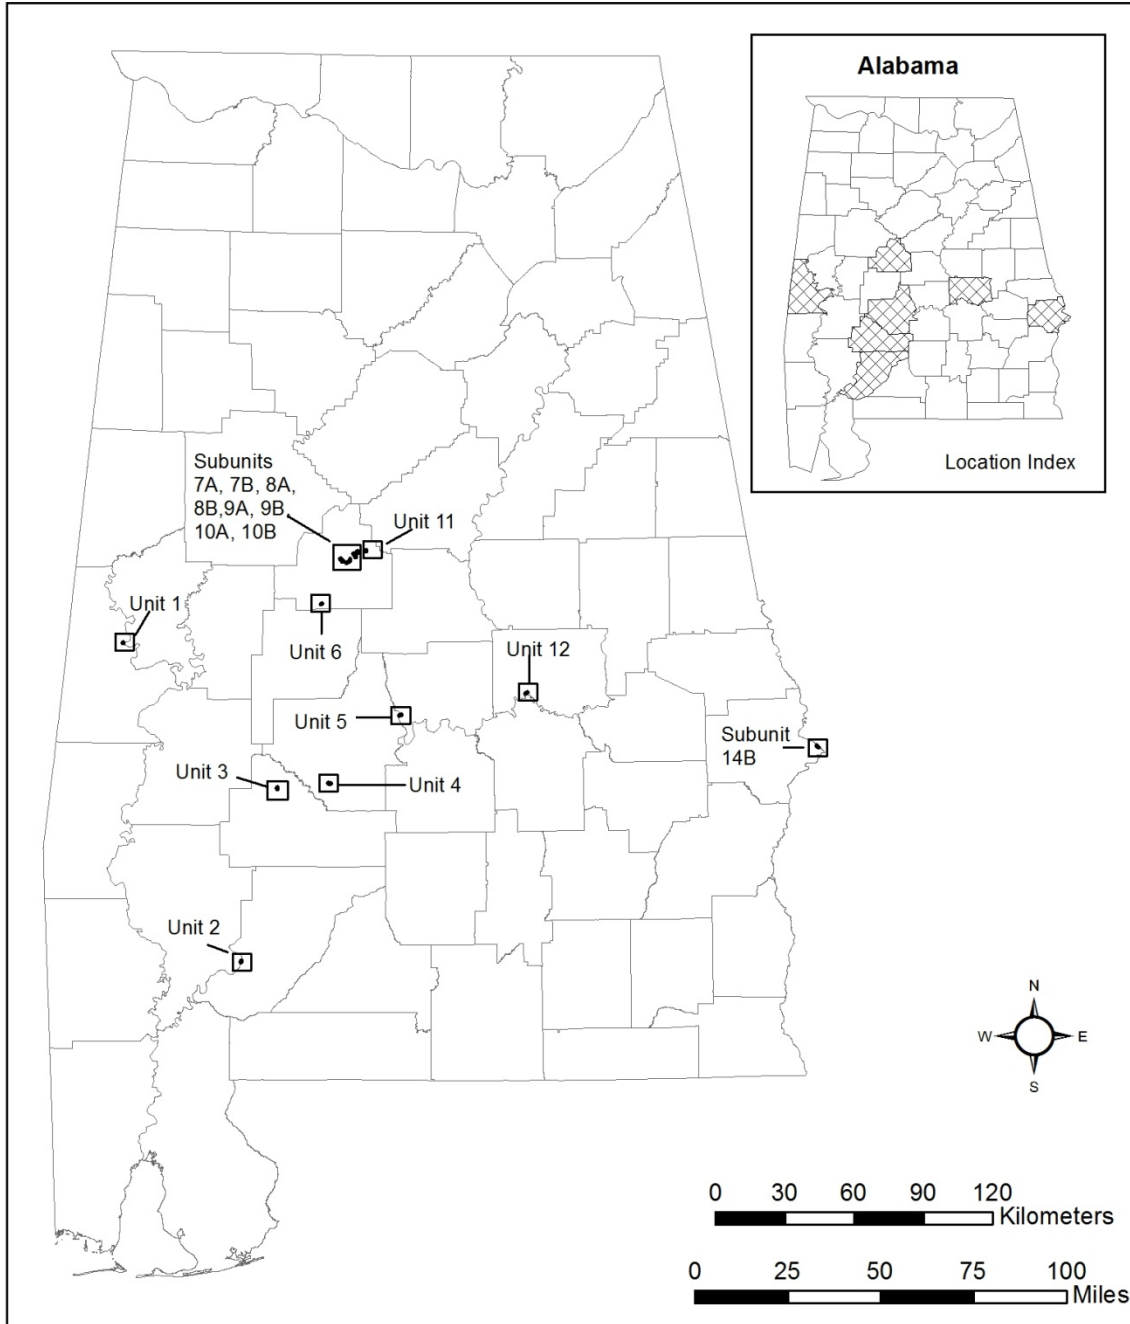 Alabama
Location Index
Subunits
7A, 7B, 8A,
8B,9A, 9B,
10A, 10B
Unit 11
Unit 1
Unit 6
Unit 12
Unit 5
Subunit
14B
Unit 3
Unit 4
Unit 2
N
W E
S
0 30 60 90 120
Kilometers
0 25 50 75 100
Miles